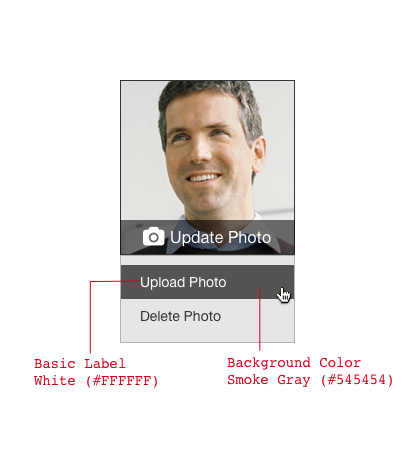 Update Photo
Upload Photo
Delete Photo
Basic Label
White (#FFFFFF)
Background Color
Smoke Gray (#545454)